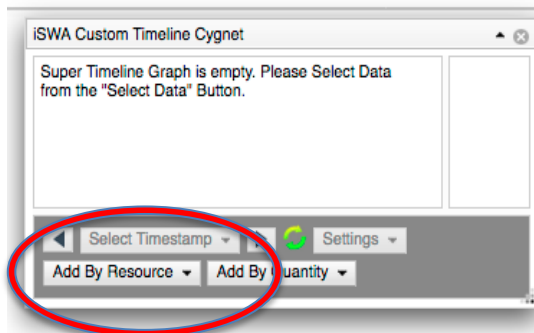 iSWA Custom Timeline Cygnet
Super Timeline Graph is empty. Please Select Data
from the "Select Data" Button.
Select Timestamp Settings
Add By Resource Add By Quantity